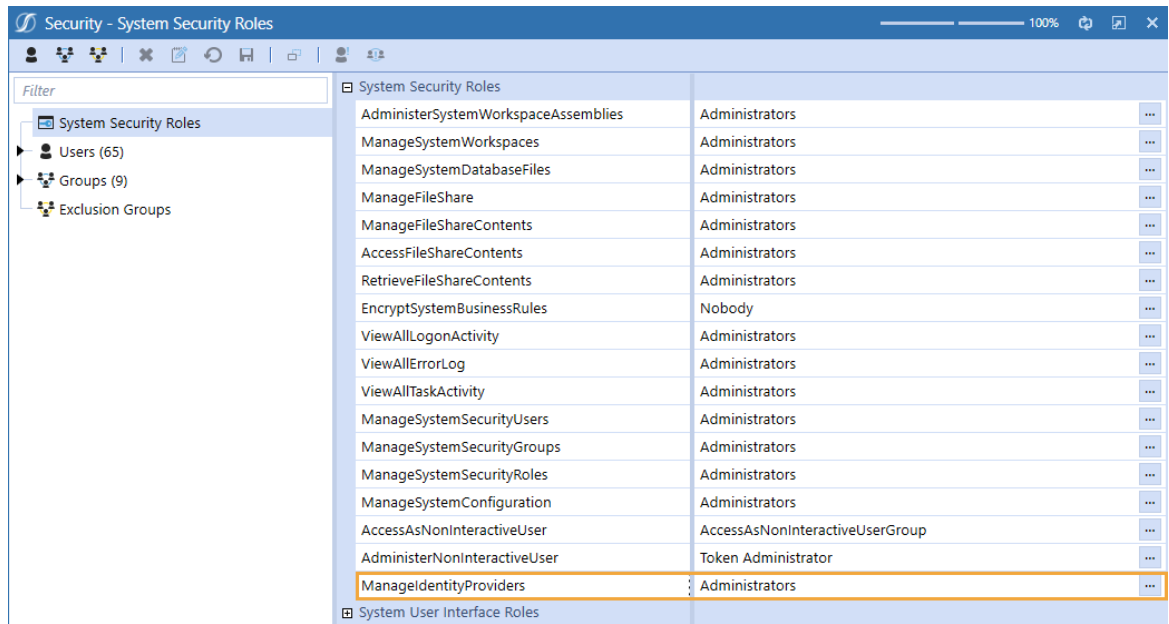 Security - System Security Roles
100%
Filter
System Security Roles
Users (65)
Groups (9)
Exclusion Groups
System Security Roles
AdministerSystemWorkspaceAssemblies Administrators ...
ManageSystemWorkspaces Administrators ...
ManageSystemDatabaseFiles Administrators ...
ManageFileShare Administrators ...
ManageFileShareContents Administrators ...
AccessFileShareContents Administrators ...
RetrieveFileShareContents Administrators ...
EncryptSystemBusinessRules Nobody ...
ViewAllLogonActivity Administrators ...
ViewAllErrorLog Administrators ...
ViewAllTaskActivity Administrators ...
ManageSystemSecurityUsers Administrators ...
ManageSystemSecurityGroups Administrators ...
ManageSystemSecurityRoles Administrators ...
ManageSystemConfiguration Administrators ...
AccessAsNonInteractiveUser AccessAsNonInteractiveUserGroup ...
AdministerNonInteractiveUser Token Administrator ...
ManageIdentityProviders Administrators ...
System User Interface Roles